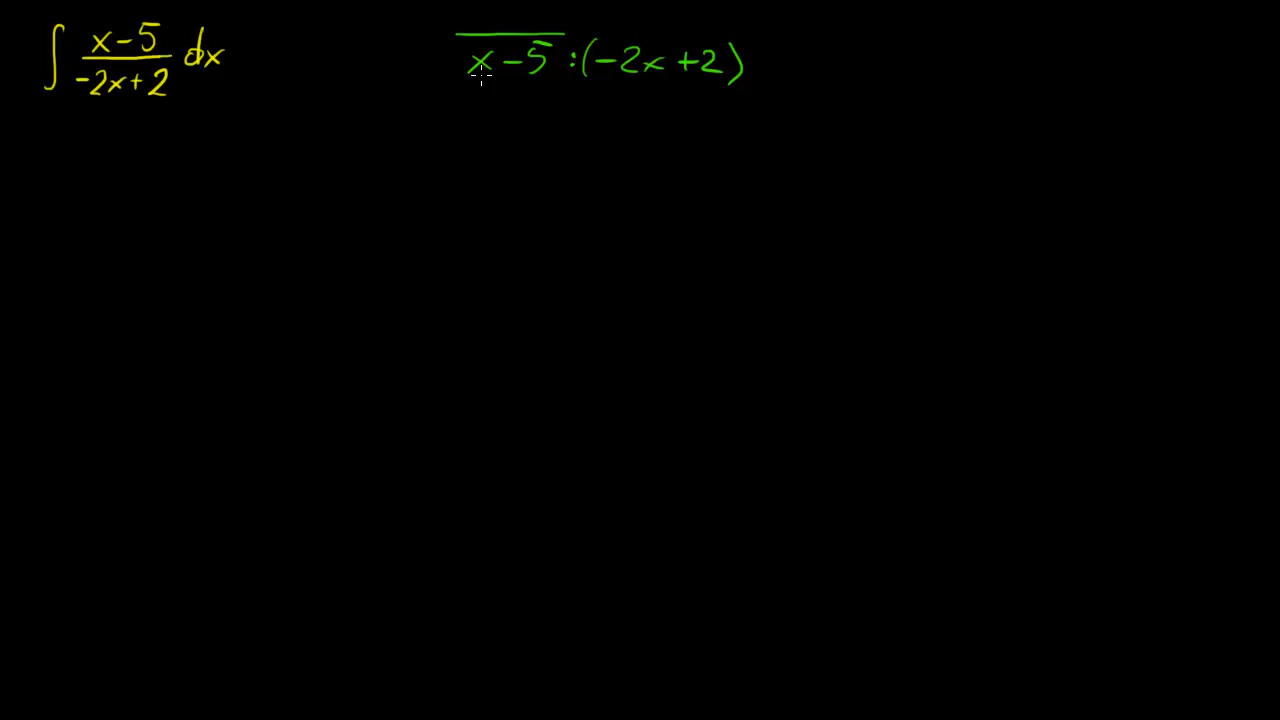 ∫ (x-5)/(-2x+2) dx
x-5 : (-2x+2)